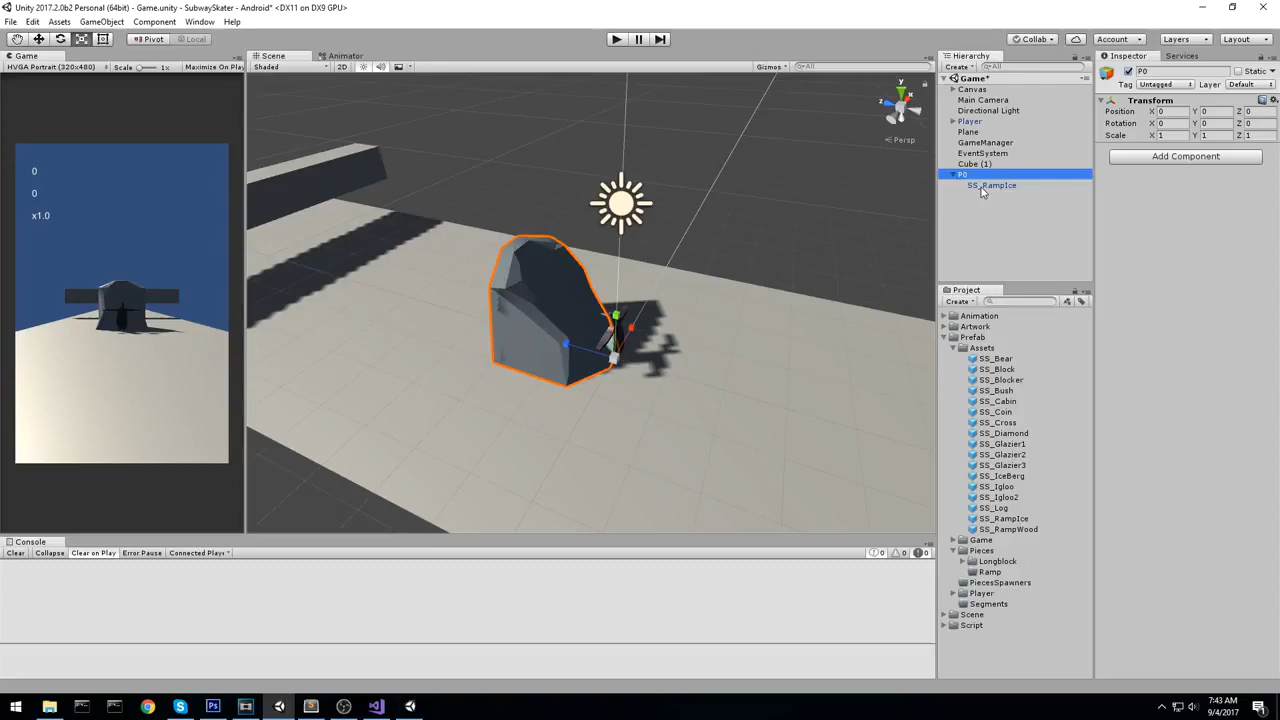 Unity 2017.2.0b2 Personal (64bit) - Game.unity - SubwaySkater - Android* <DX11 on DX9 GPU>
File Edit Assets GameObject Component Window Help
Pivot Local Collab Account Layers Layout
Game Scene Animator Hierarchy Inspector Services
HVGA Portrait (320x480) Scale 1x Maximize On Play Shaded 2D Gizmos All Create All
P0 Static
Tag Untagged Layer Default
Transform
Position X 0 Y 0 Z 0
Rotation X 0 Y 0 Z 0
Scale X 1 Y 1 Z 1
Add Component
Game*
Canvas
Main Camera
Directional Light
Player
Plane
GameManager
EventSystem
Cube (1)
P0
SS_RampIce
y
z
x
Persp
0
0
x1.0
Project
Create
Animation
Artwork
Prefab
Assets
SS_Bear
SS_Block
SS_Blocker
SS_Bush
SS_Cabin
SS_Coin
SS_Cross
SS_Diamond
SS_Glazier1
SS_Glazier2
SS_Glazier3
SS_IceBerg
SS_Igloo
SS_Igloo2
SS_Log
SS_RampIce
SS_RampWood
Game
Pieces
Longblock
Ramp
PiecesSpawners
Player
Segments
Scene
Script
Console
Clear Collapse Clear on Play Error Pause Connected Playe 0 0 0
7:43 AM
9/4/2017